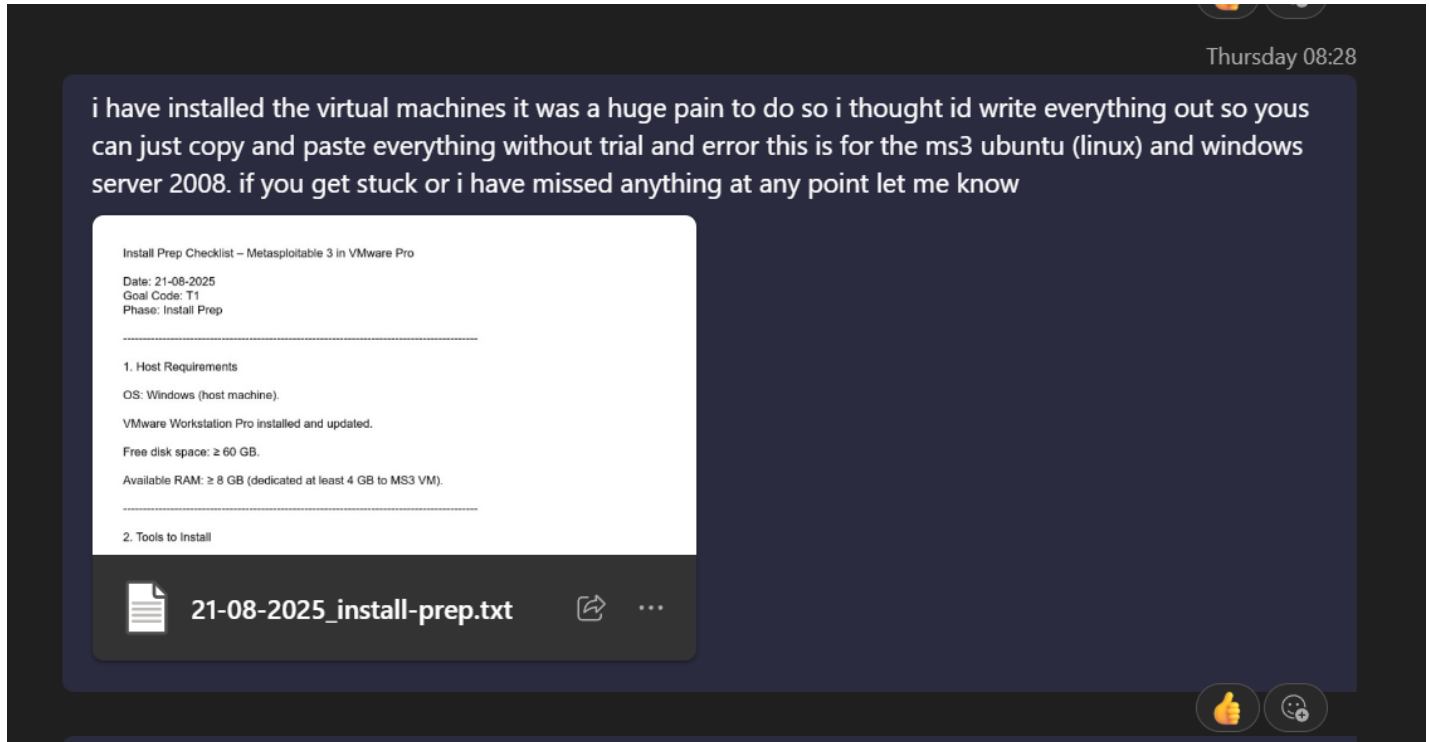 Thursday 08:28
i have installed the virtual machines it was a huge pain to do so i thought id write everything out so yous
can just copy and paste everything without trial and error this is for the ms3 ubuntu (linux) and windows
server 2008. if you get stuck or i have missed anything at any point let me know
Install Prep Checklist – Metasploitable 3 in VMware Pro
Date: 21-08-2025
Goal Code: T1
Phase: Install Prep
--------------------------------------------------------------------------------
1. Host Requirements
OS: Windows (host machine).
VMware Workstation Pro installed and updated.
Free disk space: ≥ 60 GB.
Available RAM: ≥ 8 GB (dedicated at least 4 GB to MS3 VM).
--------------------------------------------------------------------------------
2. Tools to Install
21-08-2025_install-prep.txt